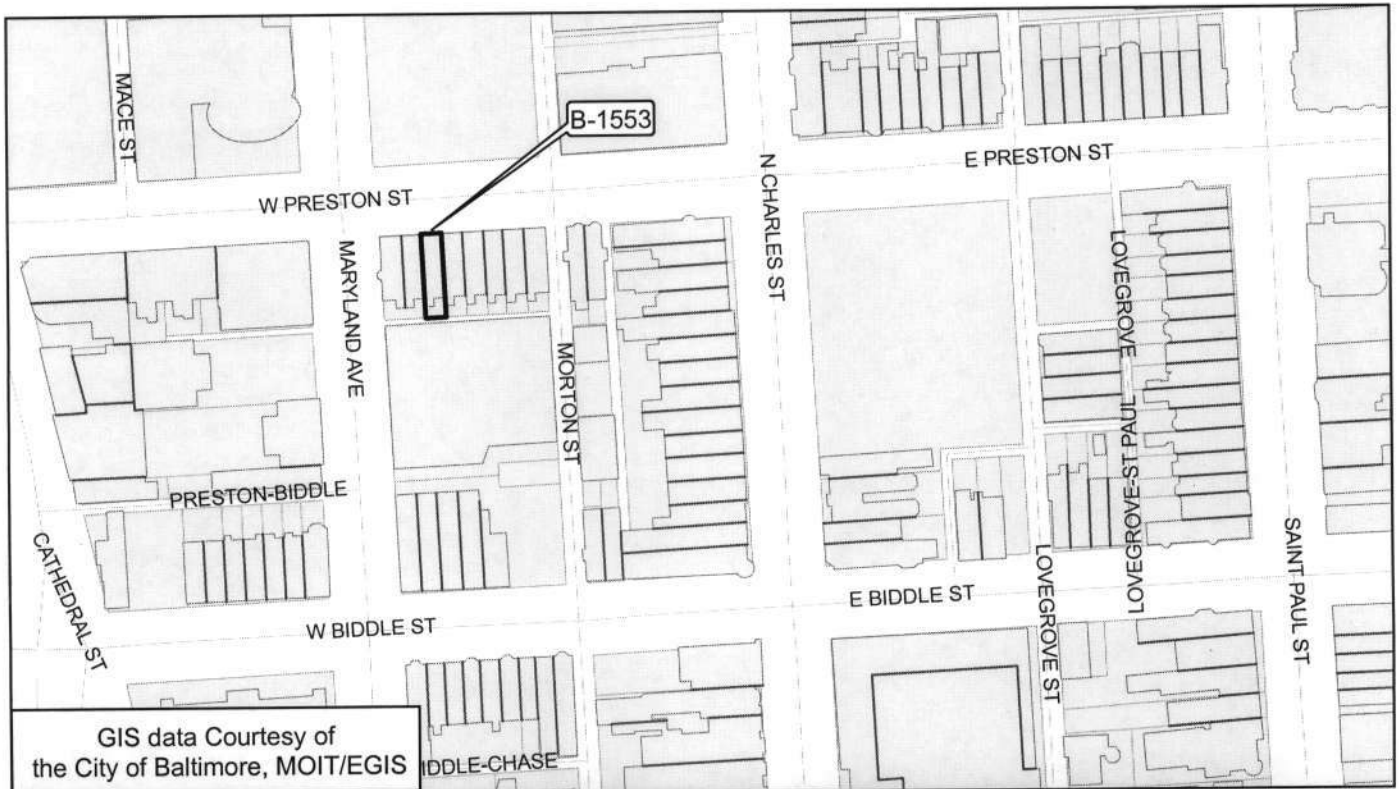 MACE ST
B-1553
W PRESTON ST
E PRESTON ST
N CHARLES ST
MARYLAND AVE
MORTON ST
LOVEGROVE
LOVEGROVE-ST PAUL
PRESTON-BIDDLE
CATHEDRAL ST
W BIDDLE ST
E BIDDLE ST
LOVEGROVE ST
SAINT PAUL ST
GIS data Courtesy of
the City of Baltimore, MOIT/EGIS
IDDLE-CHASE